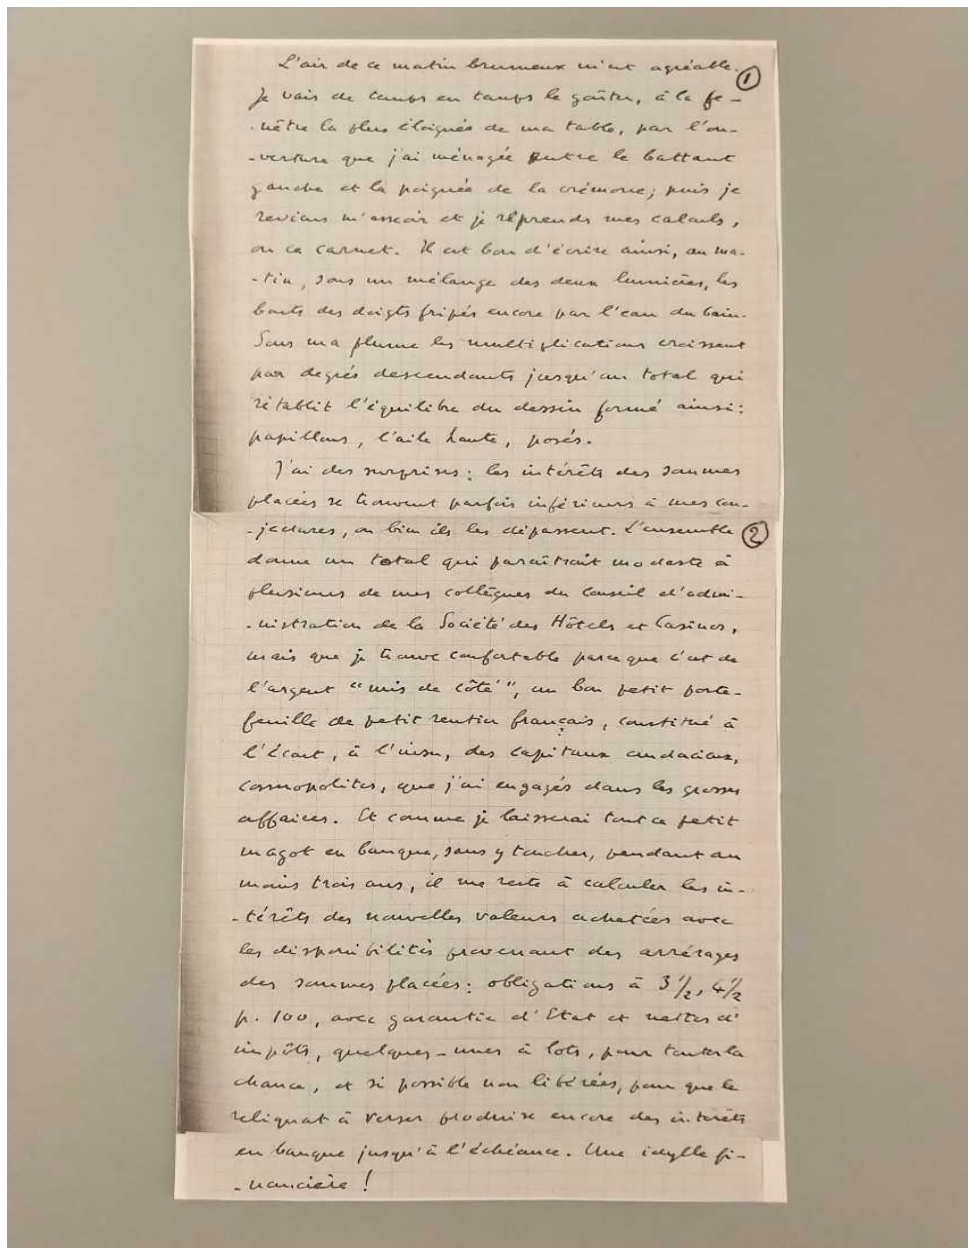 L'air de ce matin brumeux m'est agréable.
①
Je vais de temps en temps le goûter, à la fe-
-nêtre la plus éloignée de ma table, par l'ou-
-verture que j'ai ménagée entre le battant
gauche et la poignée de la crémone; puis je
reviens m'asseoir et je reprends mes calculs,
ou ce carnet. Il est bon d'écrire ainsi, au ma-
-tin, sous un mélange des deux lumières, les
bouts des doigts fripés encore par l'eau du bain.
Sous ma plume les multiplications croissent
par degrés descendants jusqu'au total qui
rétablit l'équilibre du dessin formé ainsi:
papillons, l'aile haute, posés.
J'ai des surprises: les intérêts des sommes
placées se trouvent parfois inférieurs à mes con-
-jectures, ou bien ils les dépassent. L'ensemble
②
donne un total qui paraîtrait modeste à
plusieurs de mes collègues du Conseil d'admi-
-nistration de la Société des Hôtels et Casinos,
mais que je trouve confortable parce que c'est de
l'argent "mis de côté", un bon petit porte-
feuille de petit rentier français, constitué à
l'écart, à l'insu, des capitaux audacieux,
cosmopolites, que j'ai engagés dans les grosses
affaires. Et comme je laisserai tout ce petit
magot en banque, sans y toucher, pendant au
moins trois ans, il me reste à calculer les in-
-térêts des nouvelles valeurs achetées avec
les disponibilités provenant des arrérages
des sommes placées: obligations à 3 1/2, 4 1/2
p. 100, avec garantie d'Etat et nettes d'
impôts, quelques-unes à lots, pour tenter la
chance, et si possible non libérées, pour que le
reliquat à verser produise encore des intérêts
en banque jusqu'à l'échéance. Une idylle fi-
-nancière!